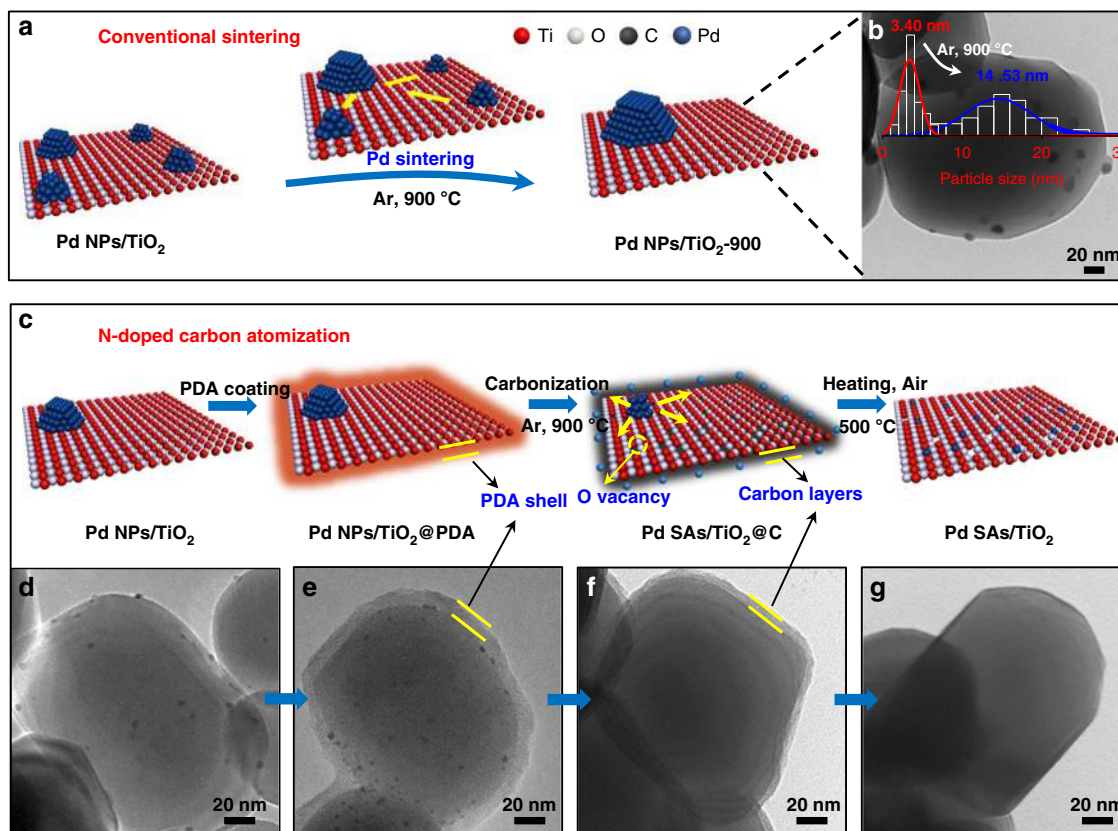 a
Conventional sintering
Ti O C Pd
Pd sintering
Ar, 900 °C
Pd NPs/TiO₂
Pd NPs/TiO₂-900
b
3.40 nm
Ar, 900 °C
14 .53 nm
0 10 20 3
Particle size (nm)
20 nm
c
N-doped carbon atomization
PDA coating
Carbonization
Ar, 900 °C
Heating, Air
500 °C
PDA shell
O vacancy
Carbon layers
Pd NPs/TiO₂
Pd NPs/TiO₂@PDA
Pd SAs/TiO₂@C
Pd SAs/TiO₂
d
20 nm
e
20 nm
f
20 nm
g
20 nm